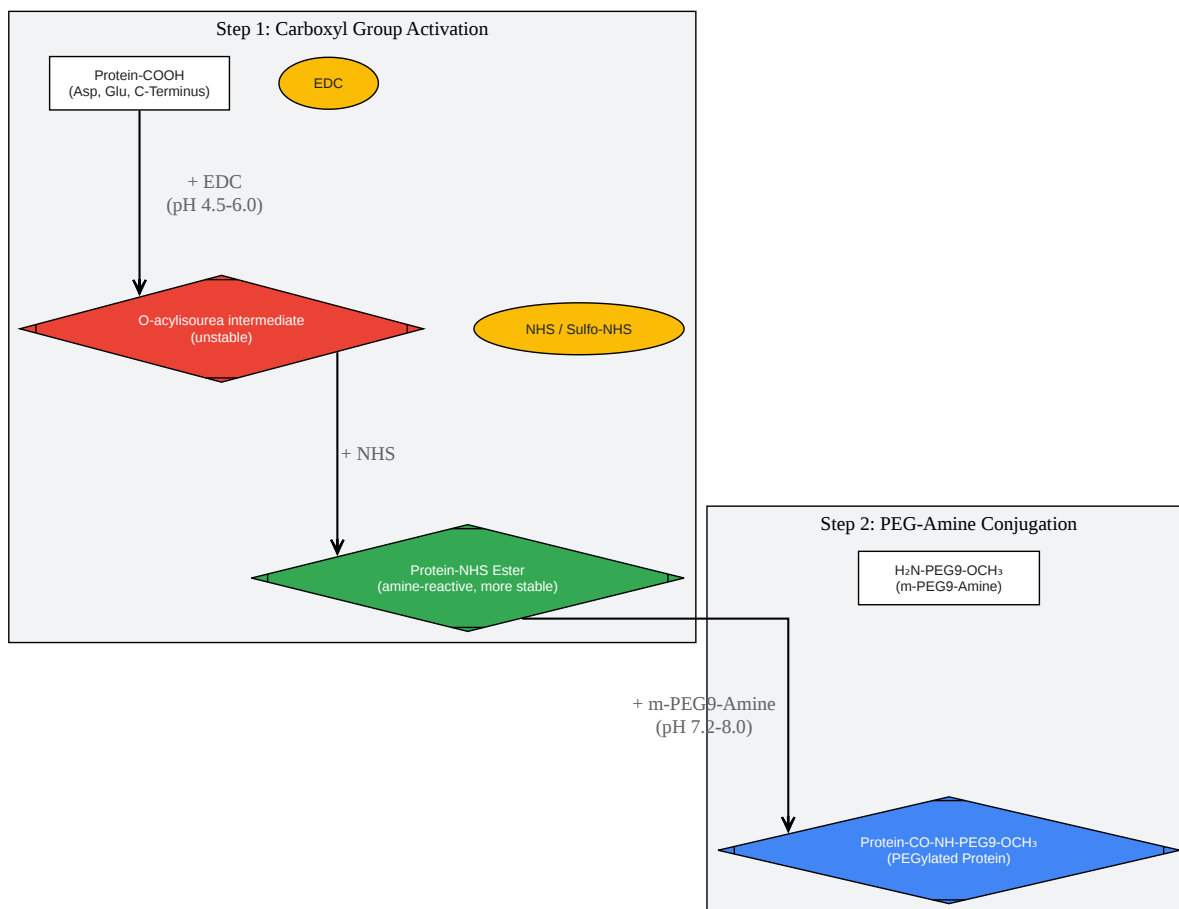 Step 1: Carboxyl Group Activation
Protein-COOH
(Asp, Glu, C-Terminus)
EDC
+ EDC
(pH 4.5-6.0)
O-acylisourea intermediate
(unstable)
NHS / Sulfo-NHS
+ NHS
Step 2: PEG-Amine Conjugation
Protein-NHS Ester
(amine-reactive, more stable)
H₂N-PEG9-OCH₃
(m-PEG9-Amine)
+ m-PEG9-Amine
(pH 7.2-8.0)
Protein-CO-NH-PEG9-OCH₃
(PEGylated Protein)